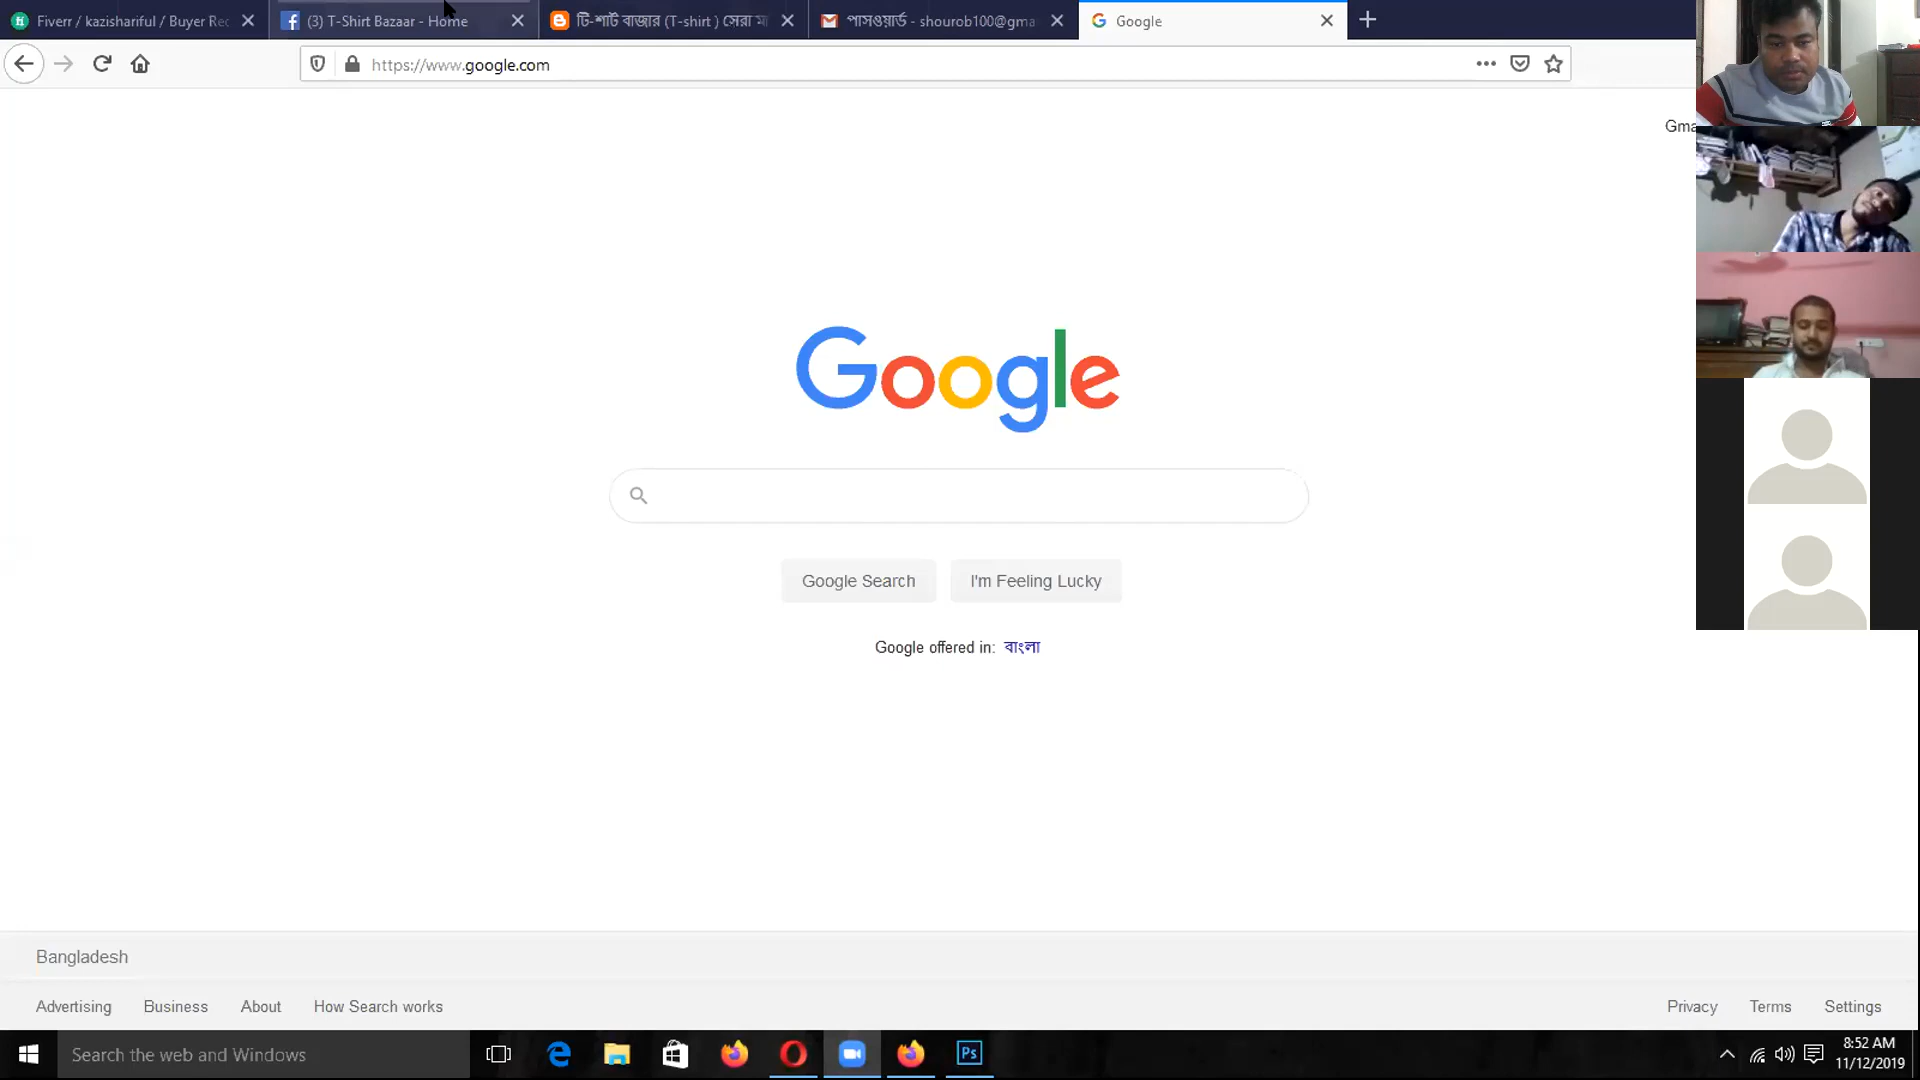 Fiverr / kazishariful / Buyer Rec
(3) T-Shirt Bazaar - Home
টি-শার্ট বাজার (T-shirt ) সেরা ম
পাসওয়ার্ড - shourob100@gma
Google
https://www.google.com
Gma
Google
Google Search
I'm Feeling Lucky
Google offered in: বাংলা
Bangladesh
Advertising
Business
About
How Search works
Privacy
Terms
Settings
Search the web and Windows
Ps
8:52 AM
11/12/2019